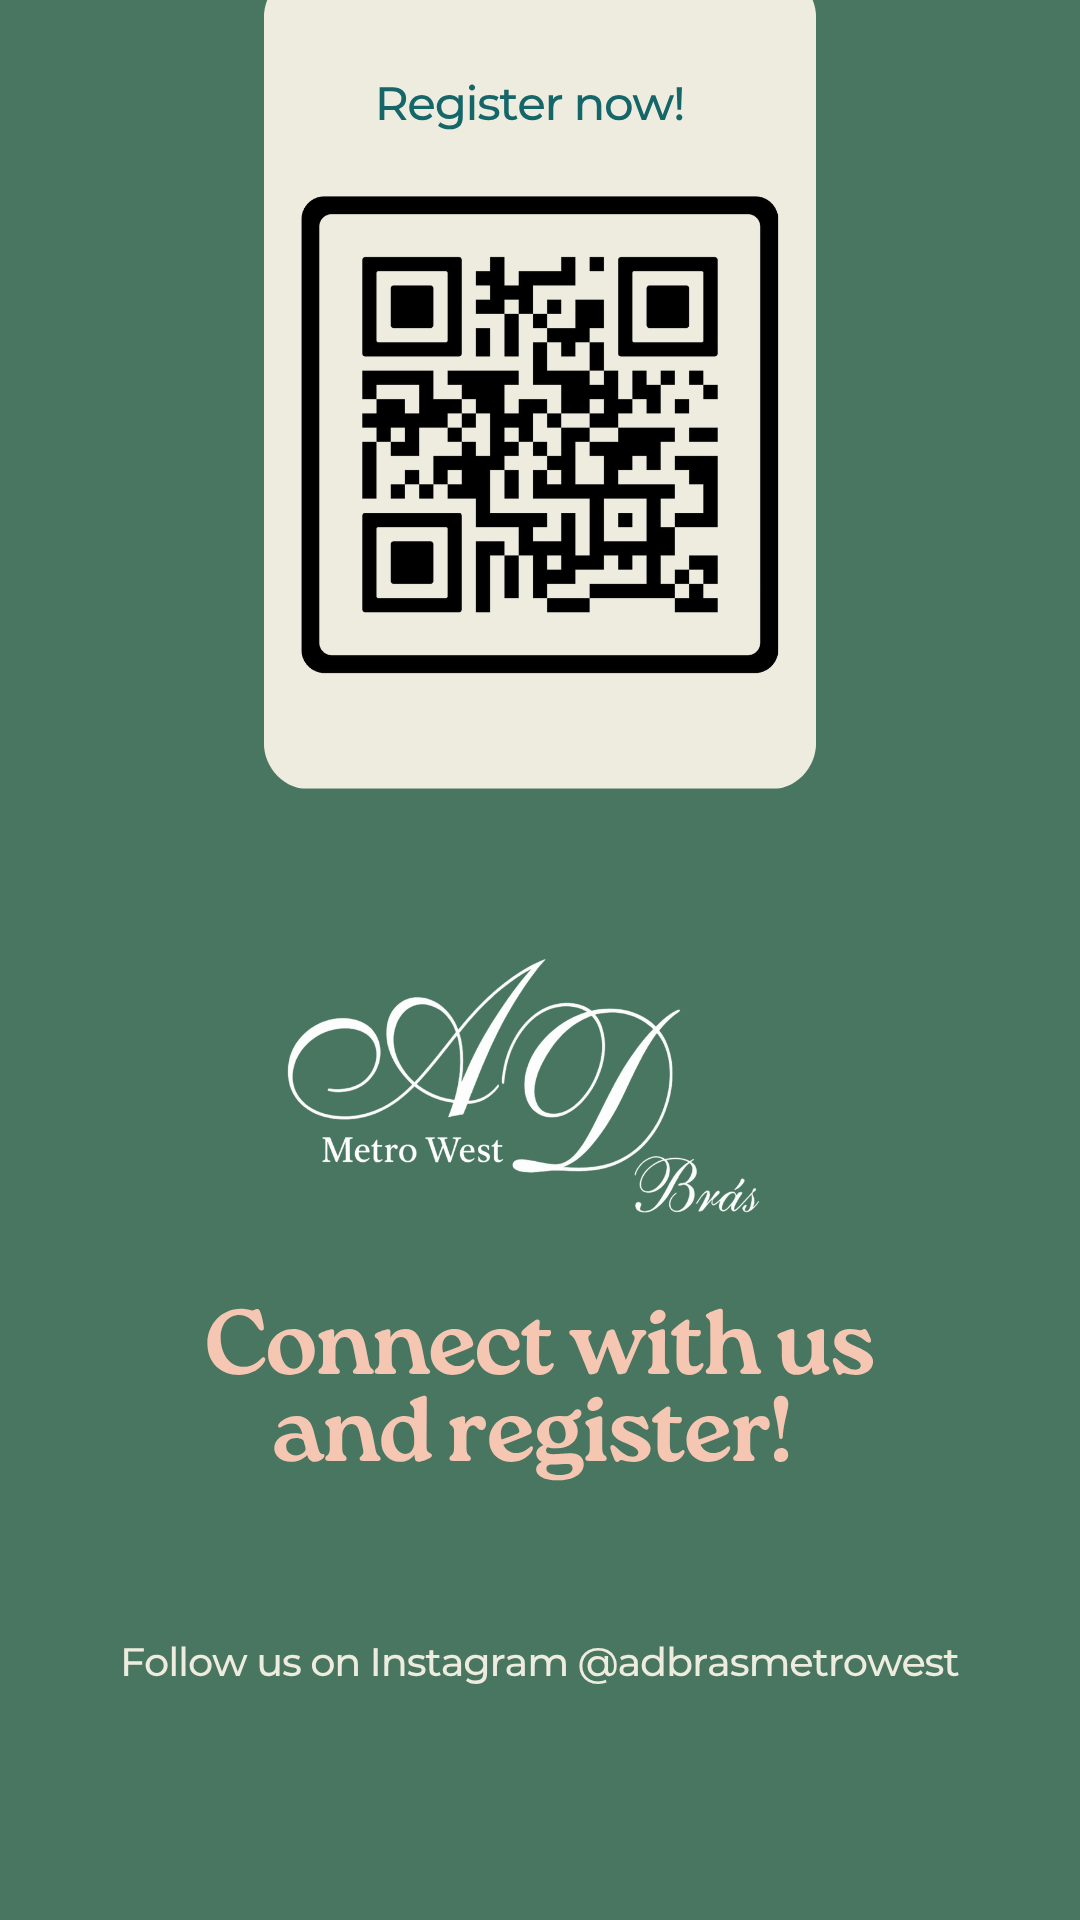 Register now!
AD
Metro West
Brás
Connect with us
and register!
Follow us on Instagram @adbrasmetrowest